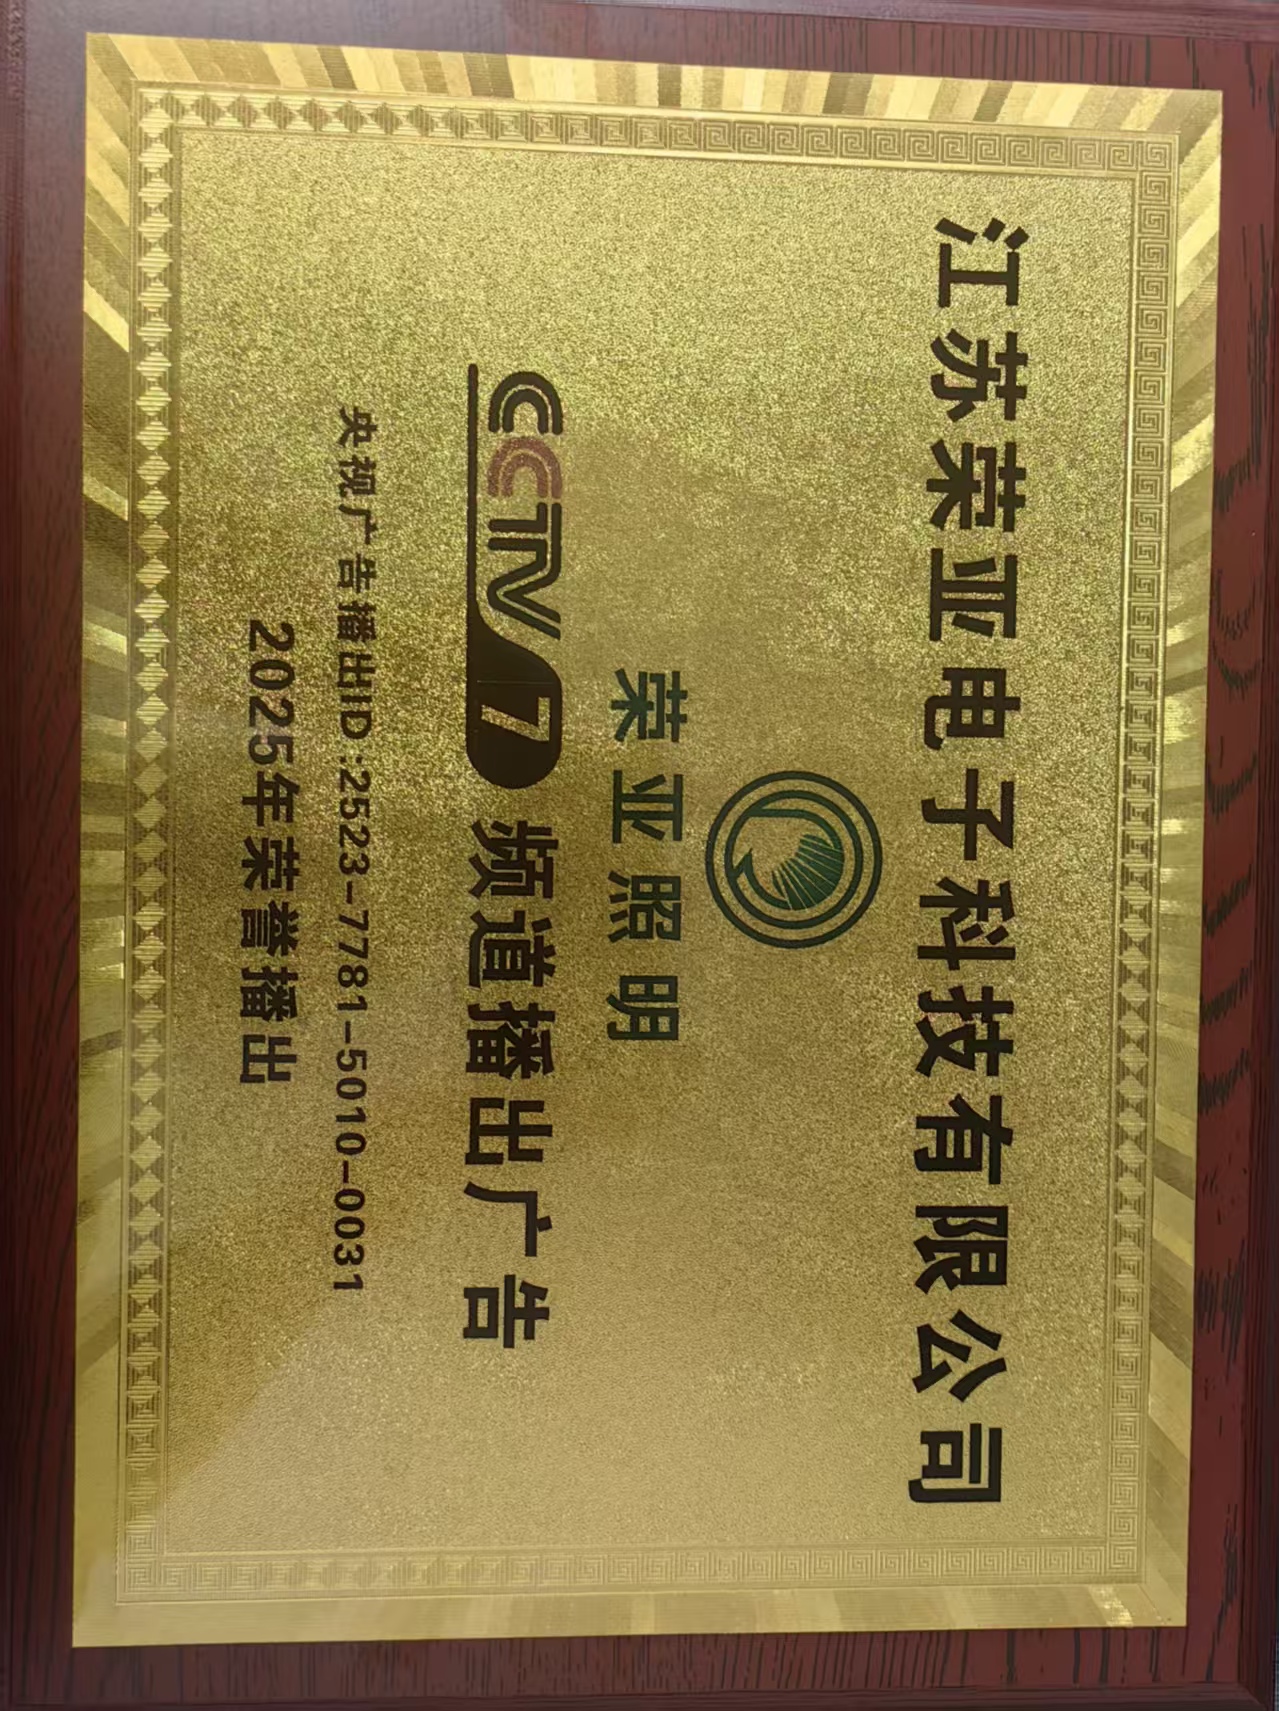 江苏荣亚电子科技有限公司
荣亚照明
CCTV 7 频道播出广告
央视广告播出ID:2523-7781-5010-0031
2025年荣誉播出